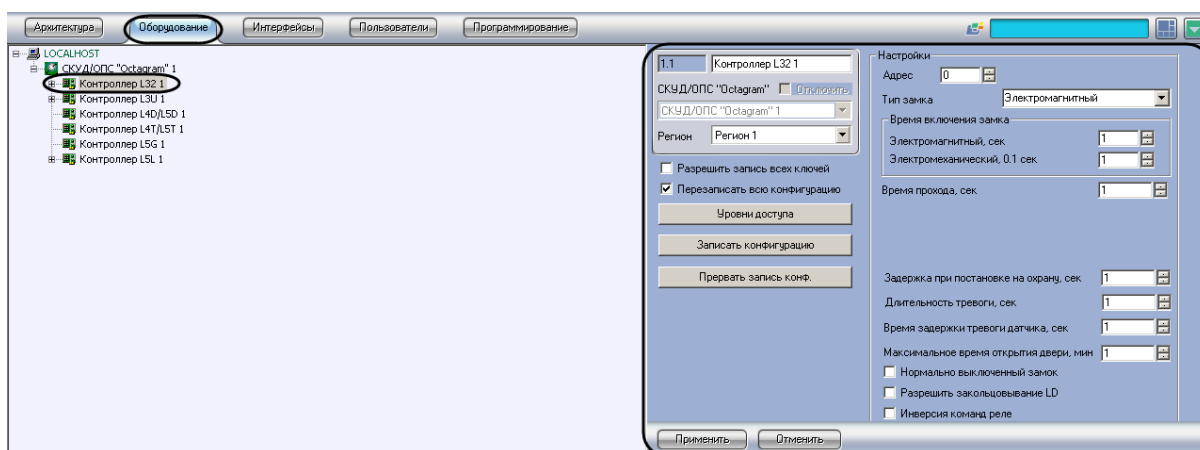 Архитектура Оборудование Интерфейсы Пользователи Программирование
LOCALHOST
СКУД/ОПС "Octagram" 1
Контроллер L32 1
Контроллер L3U 1
Контроллер L4D/L5D 1
Контроллер L4T/L5T 1
Контроллер L5G 1
Контроллер L5L 1
1.1 Контроллер L32 1
СКУД/ОПС "Octagram" Отключить
СКУД/ОПС "Octagram" 1
Регион Регион 1
Разрешить запись всех ключей
Перезаписать всю конфигурацию
Уровни доступа
Записать конфигурацию
Прервать запись конф.
Настройки
Адрес 0
Тип замка Электромагнитный
Время включения замка
Электромагнитный, сек 1
Электромеханический, 0.1 сек 1
Время прохода, сек 1
Задержка при постановке на охрану, сек 1
Длительность тревоги, сек 1
Время задержки тревоги датчика, сек 1
Максимальное время открытия двери, мин 1
Нормально выключенный замок
Разрешить закольцовывание LD
Инверсия команд реле
Применить Отменить